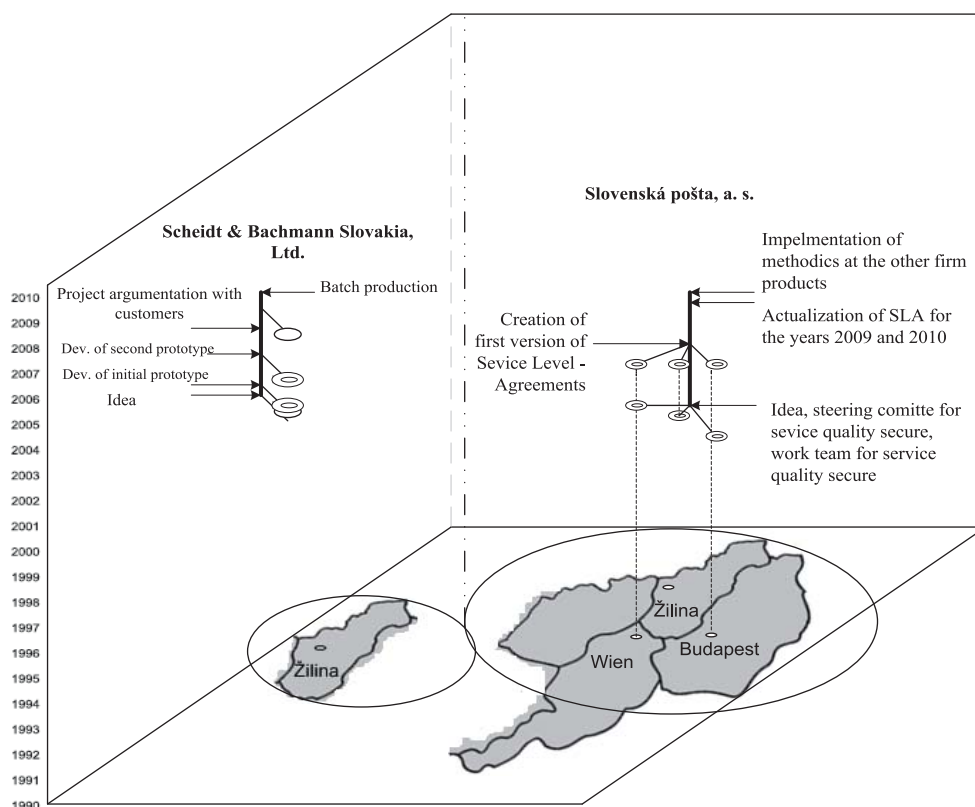 Slovenská pošta, a. s.
Scheidt & Bachmann Slovakia,
Ltd.
Impelmentation of
methodics at the other firm
products
Actualization of SLA for
the years 2009 and 2010
Batch production
Project argumentation with
customers
Creation of
first version of
Sevice Level -
Agreements
Dev. of second prototype
Dev. of initial prototype
Idea
Idea, steering comitte for
sevice quality secure,
work team for service
quality secure
2010
2009
2008
2007
2006
2005
2004
2003
2002
2001
2000
1999
1998
1997
1996
1995
1994
1993
1992
1991
1990
Žilina
Žilina
Wien
Budapest